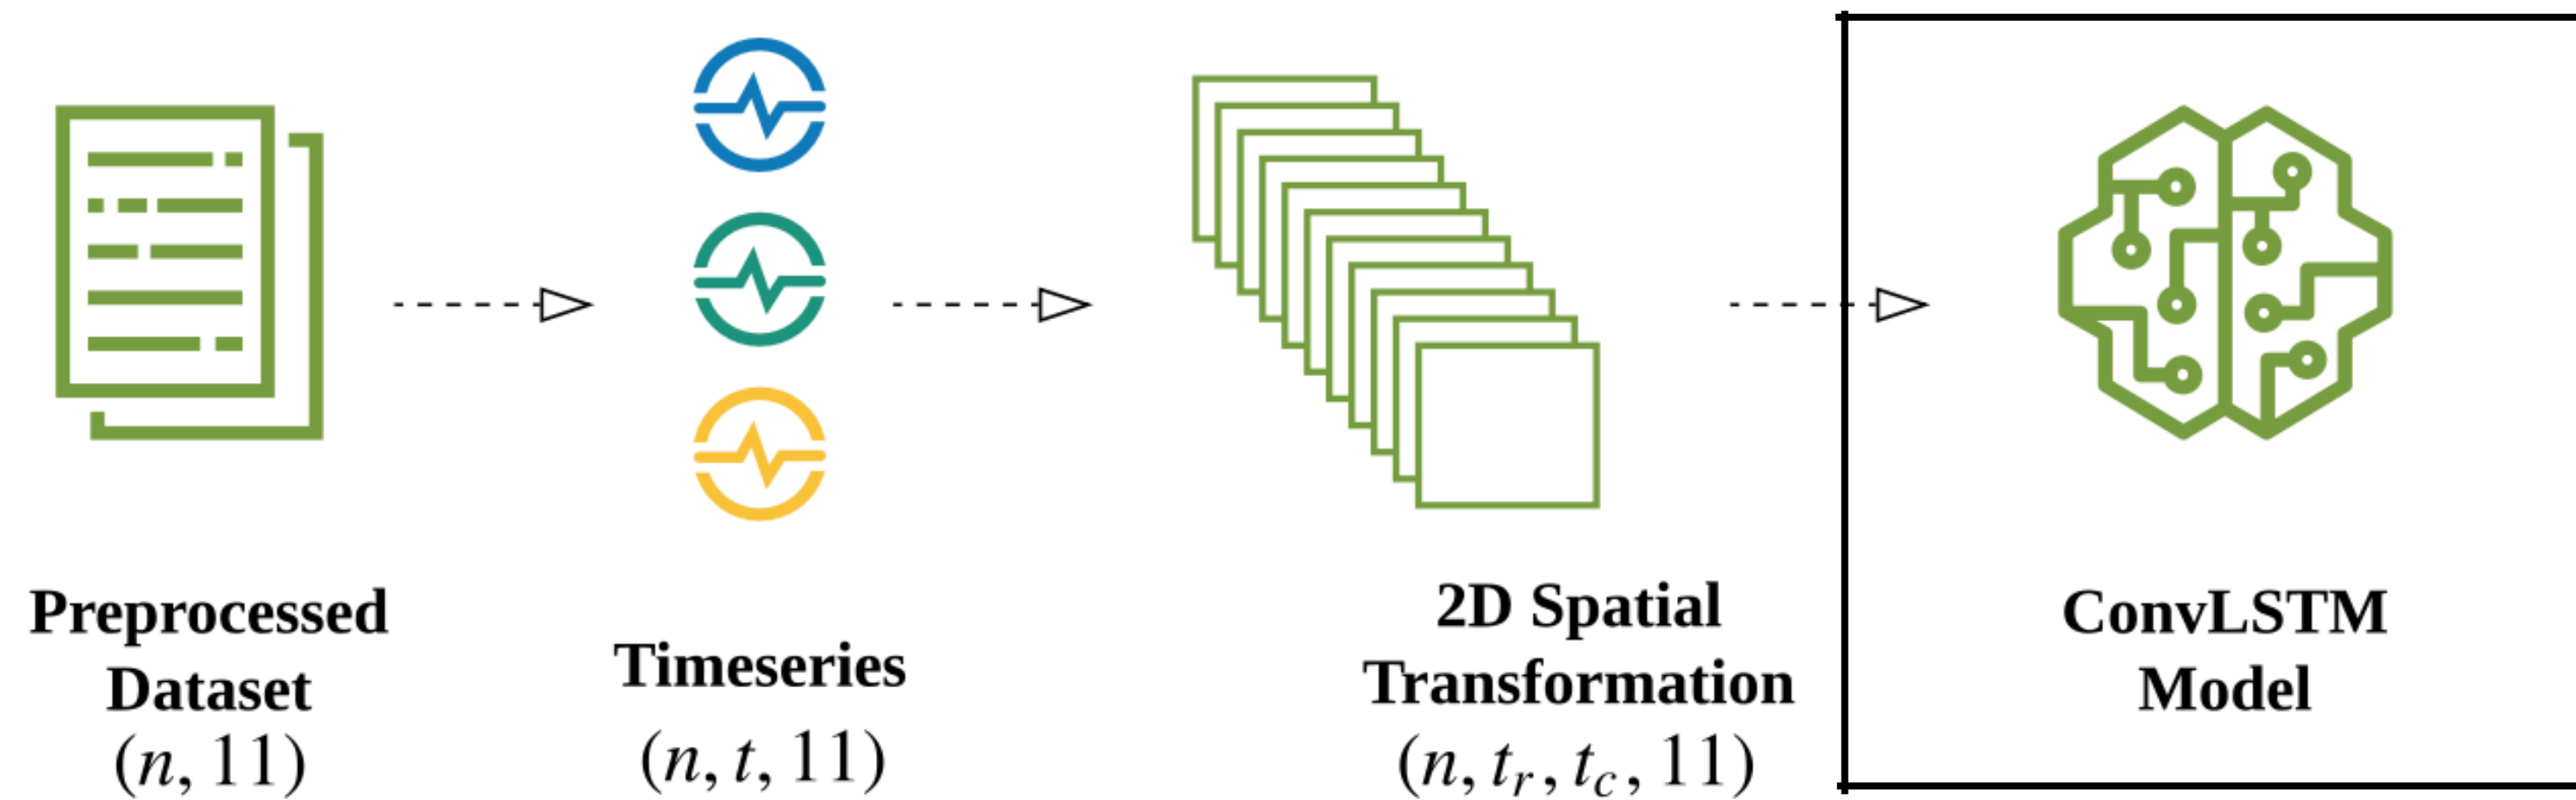 Preprocessed
Dataset
(n, 11)
Timeseries
(n, t, 11)
2D Spatial
Transformation
(n, t_r, t_c, 11)
ConvLSTM
Model